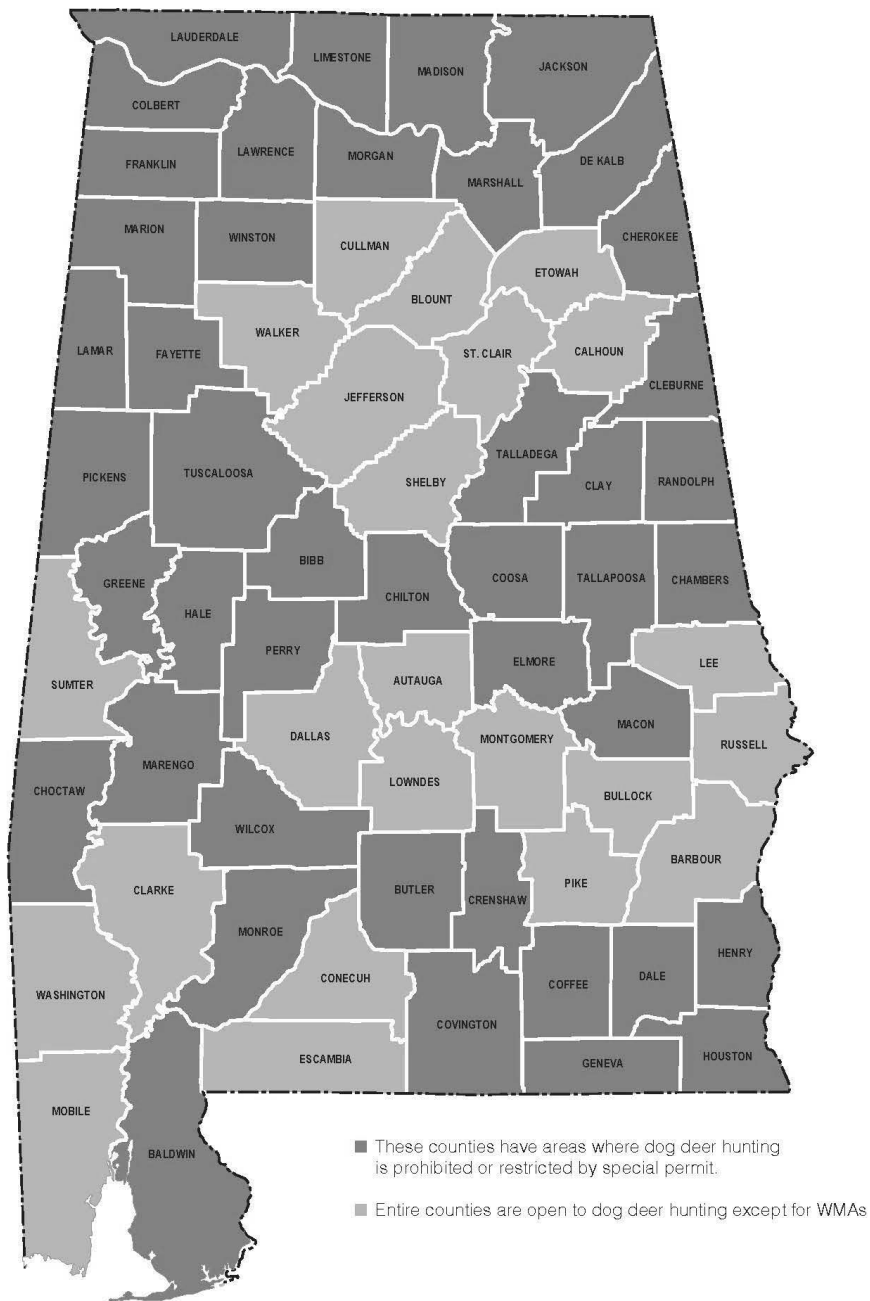 LAUDERDALE
LIMESTONE
MADISON
JACKSON
COLBERT
FRANKLIN
LAWRENCE
MORGAN
MARSHALL
DE KALB
MARION
WINSTON
CULLMAN
BLOUNT
ETOWAH
CHEROKEE
LAMAR
FAYETTE
WALKER
JEFFERSON
ST. CLAIR
CALHOUN
CLEBURNE
PICKENS
TUSCALOOSA
SHELBY
TALLADEGA
CLAY
RANDOLPH
GREENE
HALE
BIBB
CHILTON
COOSA
TALLAPOOSA
CHAMBERS
SUMTER
PERRY
AUTAUGA
ELMORE
LEE
MARENGO
DALLAS
LOWNDES
MONTGOMERY
MACON
RUSSELL
CHOCTAW
WILCOX
BULLOCK
BARBOUR
CLARKE
MONROE
BUTLER
CRENSHAW
PIKE
WASHINGTON
CONECUH
COVINGTON
COFFEE
DALE
HENRY
ESCAMBIA
GENEVA
HOUSTON
MOBILE
BALDWIN
These counties have areas where dog deer hunting
is prohibited or restricted by special permit.
Entire counties are open to dog deer hunting except for WMAs